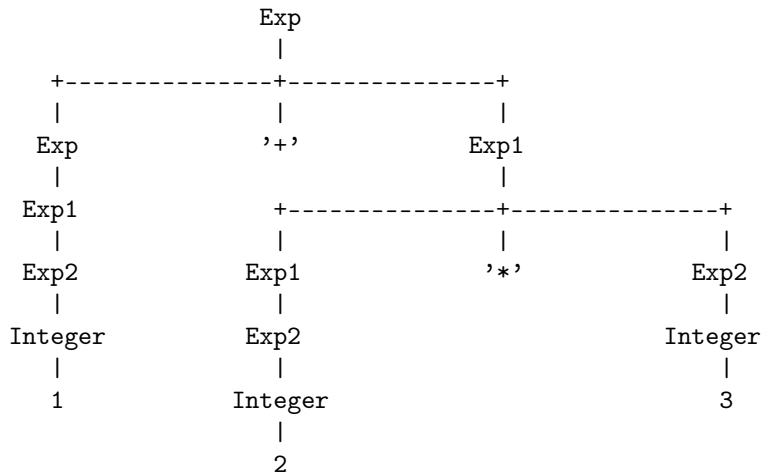 Exp
|
+---------------+---------------+
| | |
Exp '+' Exp1
| |
Exp1 +---------------+---------------+
| | | |
Exp2 Exp1 '*' Exp2
| | |
Integer Exp2 Integer
| | |
1 Integer 3
|
2